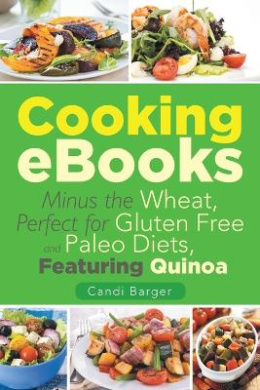 Cooking
eBooks
Minus the Wheat,
Perfect for Gluten Free
and Paleo Diets,
Featuring Quinoa
Candi Barger